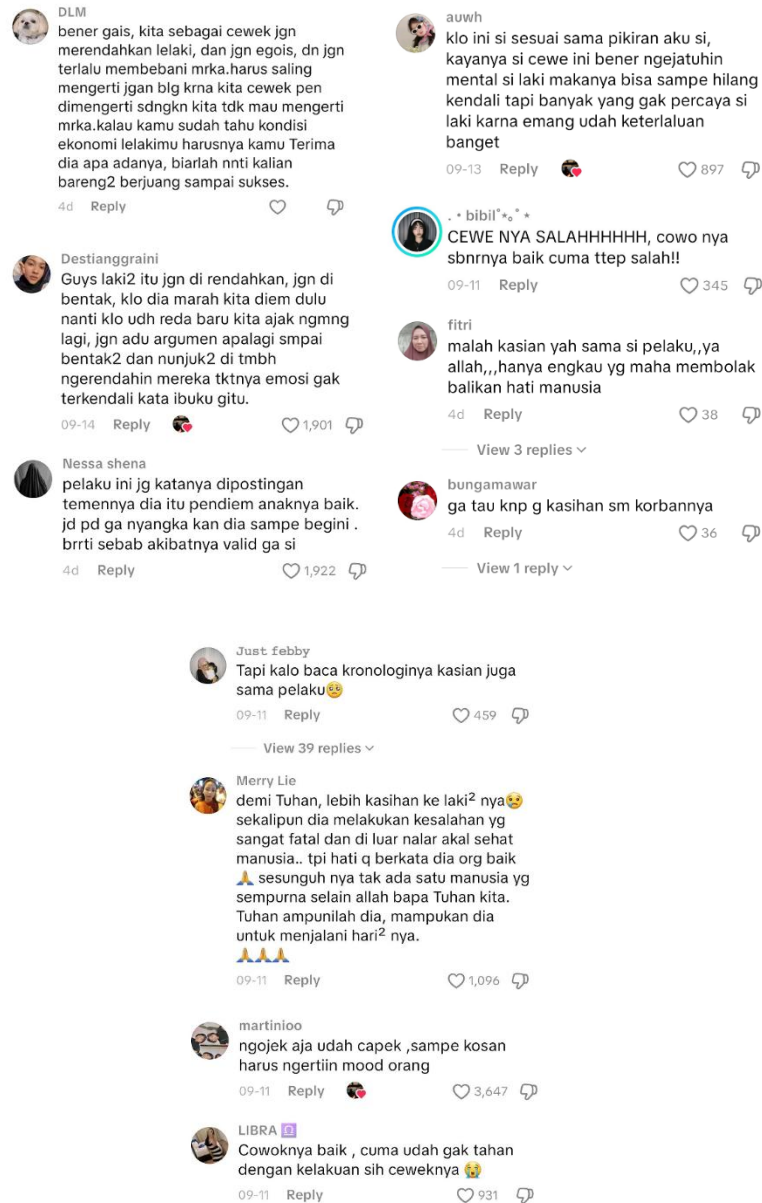 DLM
bener gais, kita sebagai cewek jgn
merendahkan lelaki, dan jgn egois, dn jgn
terlalu membebani mrka.harus saling
mengerti jgan blg krna kita cewek pen
dimengerti sdngkn kita tdk mau mengerti
mrka.kalau kamu sudah tahu kondisi
ekonomi lelakimu harusnya kamu Terima
dia apa adanya, biarlah nnti kalian
bareng2 berjuang sampai sukses.
4d Reply
Destianggraini
Guys laki2 itu jgn di rendahkan, jgn di
bentak, klo dia marah kita diem dulu
nanti klo udh reda baru kita ajak ngmng
lagi, jgn adu argumen apalagi smpai
bentak2 dan nunjuk2 di tmbh
ngerendahin mereka tktnya emosi gak
terkendali kata ibuku gitu.
09-14 Reply 1,901
Nessa shena
pelaku ini jg katanya dipostingan
temennya dia itu pendiem anaknya baik.
jd pd ga nyangka kan dia sampe begini .
brrti sebab akibatnya valid ga si
4d Reply 1,922
auwh
klo ini si sesuai sama pikiran aku si,
kayanya si cewe ini bener ngejatuhin
mental si laki makanya bisa sampe hilang
kendali tapi banyak yang gak percaya si
laki karna emang udah keterlaluan
banget
09-13 Reply 897
. • bibil˚⋆｡˚ ⋆
CEWE NYA SALAHHHHHH, cowo nya
sbnrnya baik cuma ttep salah!!
09-11 Reply 345
fitri
malah kasian yah sama si pelaku,,ya
allah,,,hanya engkau yg maha membolak
balikan hati manusia
4d Reply 38
View 3 replies
bungamawar
ga tau knp g kasihan sm korbannya
4d Reply 36
View 1 reply
Just febby
Tapi kalo baca kronologinya kasian juga
sama pelaku🥺
09-11 Reply 459
View 39 replies
Merry Lie
demi Tuhan, lebih kasihan ke laki² nya😢
sekalipun dia melakukan kesalahan yg
sangat fatal dan di luar nalar akal sehat
manusia.. tpi hati q berkata dia org baik
🙏 sesunguh nya tak ada satu manusia yg
sempurna selain allah bapa Tuhan kita.
Tuhan ampunilah dia, mampukan dia
untuk menjalani hari² nya.
🙏🙏🙏
09-11 Reply 1,096
martinioo
ngojek aja udah capek ,sampe kosan
harus ngertiin mood orang
09-11 Reply 3,647
LIBRA ♎
Cowoknya baik , cuma udah gak tahan
dengan kelakuan sih ceweknya 😭
09-11 Reply 931